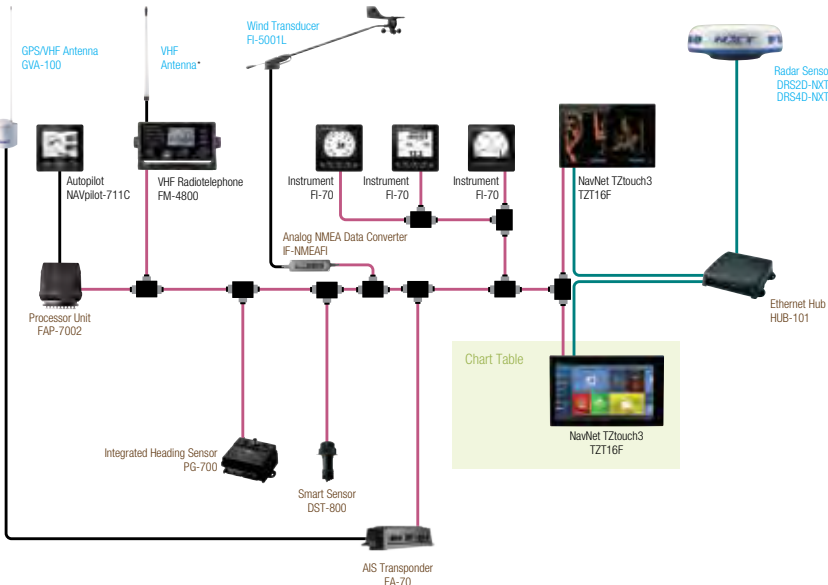 GPS/VHF Antenna
GVA-100
VHF
Antenna*
Wind Transducer
FI-5001L
NXT
Radar Senso
DRS2D-NXT
DRS4D-NXT
Autopilot
NAVpilot-711C
VHF Radiotelephone
FM-4800
Instrument
FI-70
Instrument
FI-70
Instrument
FI-70
NavNet TZtouch3
TZT16F
Analog NMEA Data Converter
IF-NMEAFI
Processor Unit
FAP-7002
Ethernet Hub
HUB-101
Chart Table
NavNet TZtouch3
TZT16F
Integrated Heading Sensor
PG-700
Smart Sensor
DST-800
AIS Transponder
FA-70